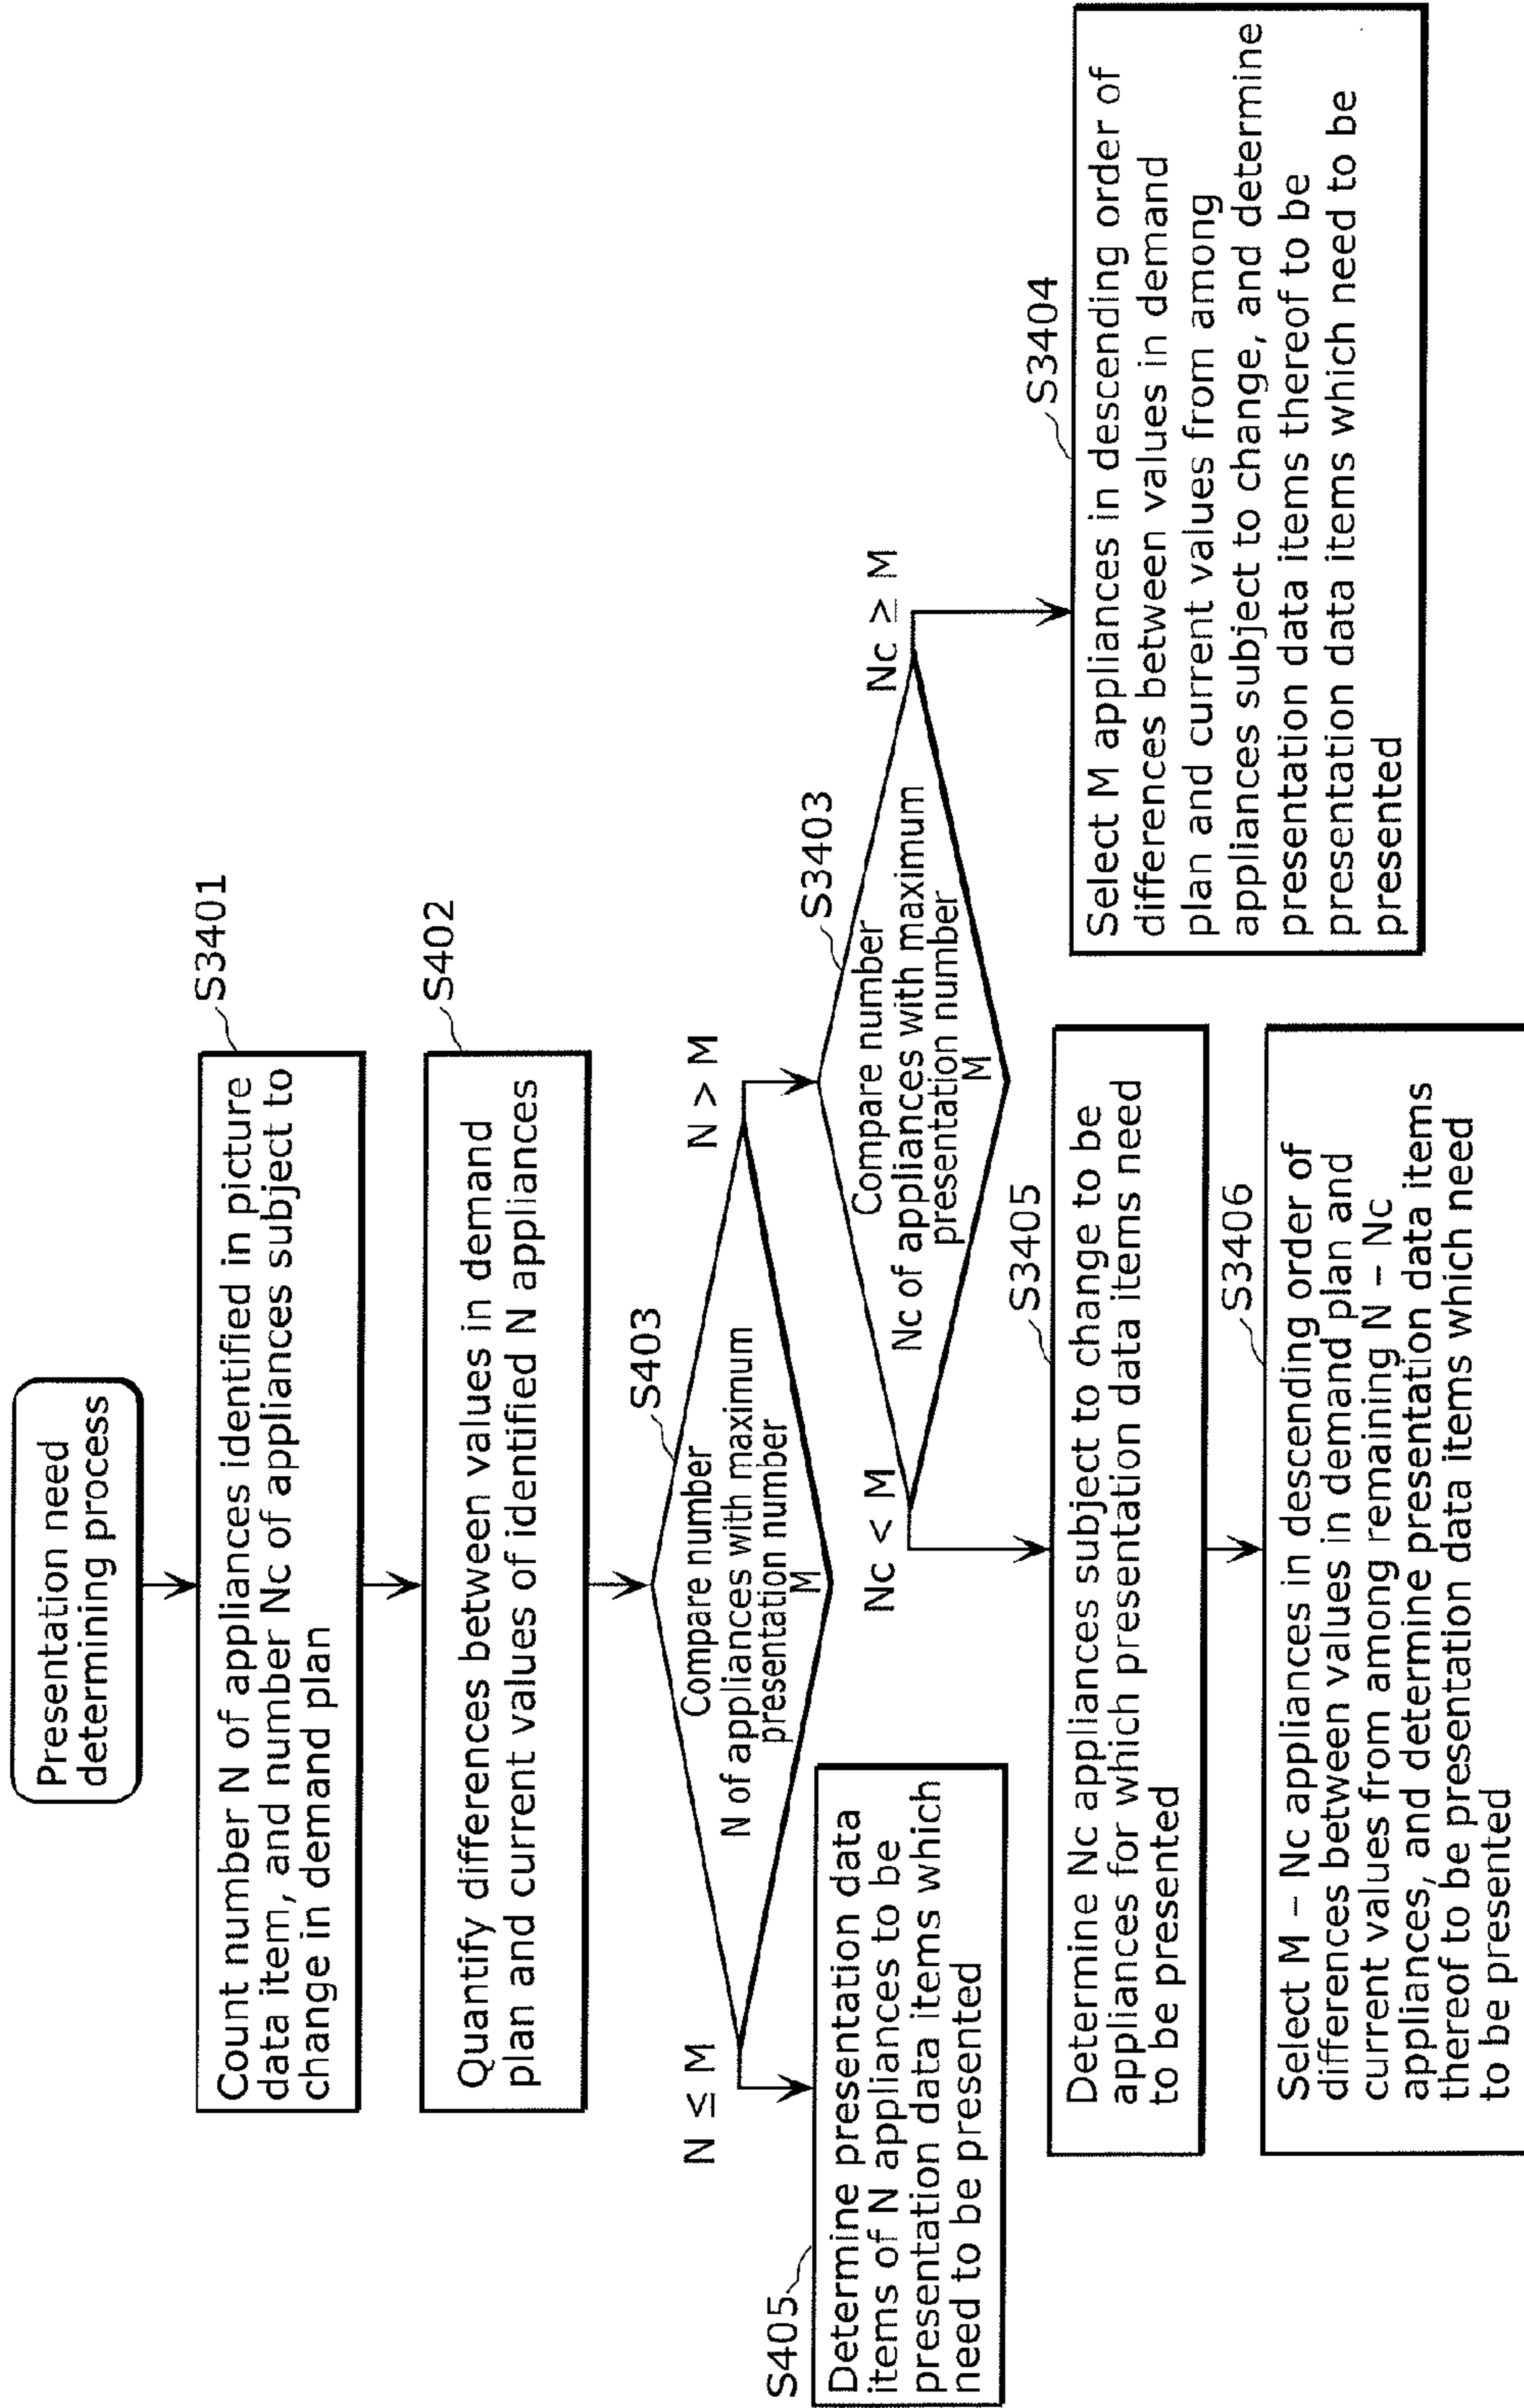 Presentation need
determining process
S3401
Count number N of appliances identified in picture
data item, and number Nc of appliances subject to
change in demand plan
S402
Quantify differences between values in demand
plan and current values of identified N appliances
S403
Compare number
N of appliances with maximum
presentation number
M
N ≤ M
N > M
S405
Determine presentation data
items of N appliances to be
presentation data items which
need to be presented
S3403
Compare number
Nc of appliances with maximum
presentation number
M
Nc < M
Nc ≥ M
S3405
Determine Nc appliances subject to change to be
appliances for which presentation data items need
to be presented
S3406
Select M – Nc appliances in descending order of
differences between values in demand plan and
current values from among remaining N – Nc
appliances, and determine presentation data items
thereof to be presentation data items which need
to be presented
S3404
Select M appliances in descending order of
differences between values in demand
plan and current values from among
appliances subject to change, and determine
presentation data items thereof to be
presentation data items which need to be
presented